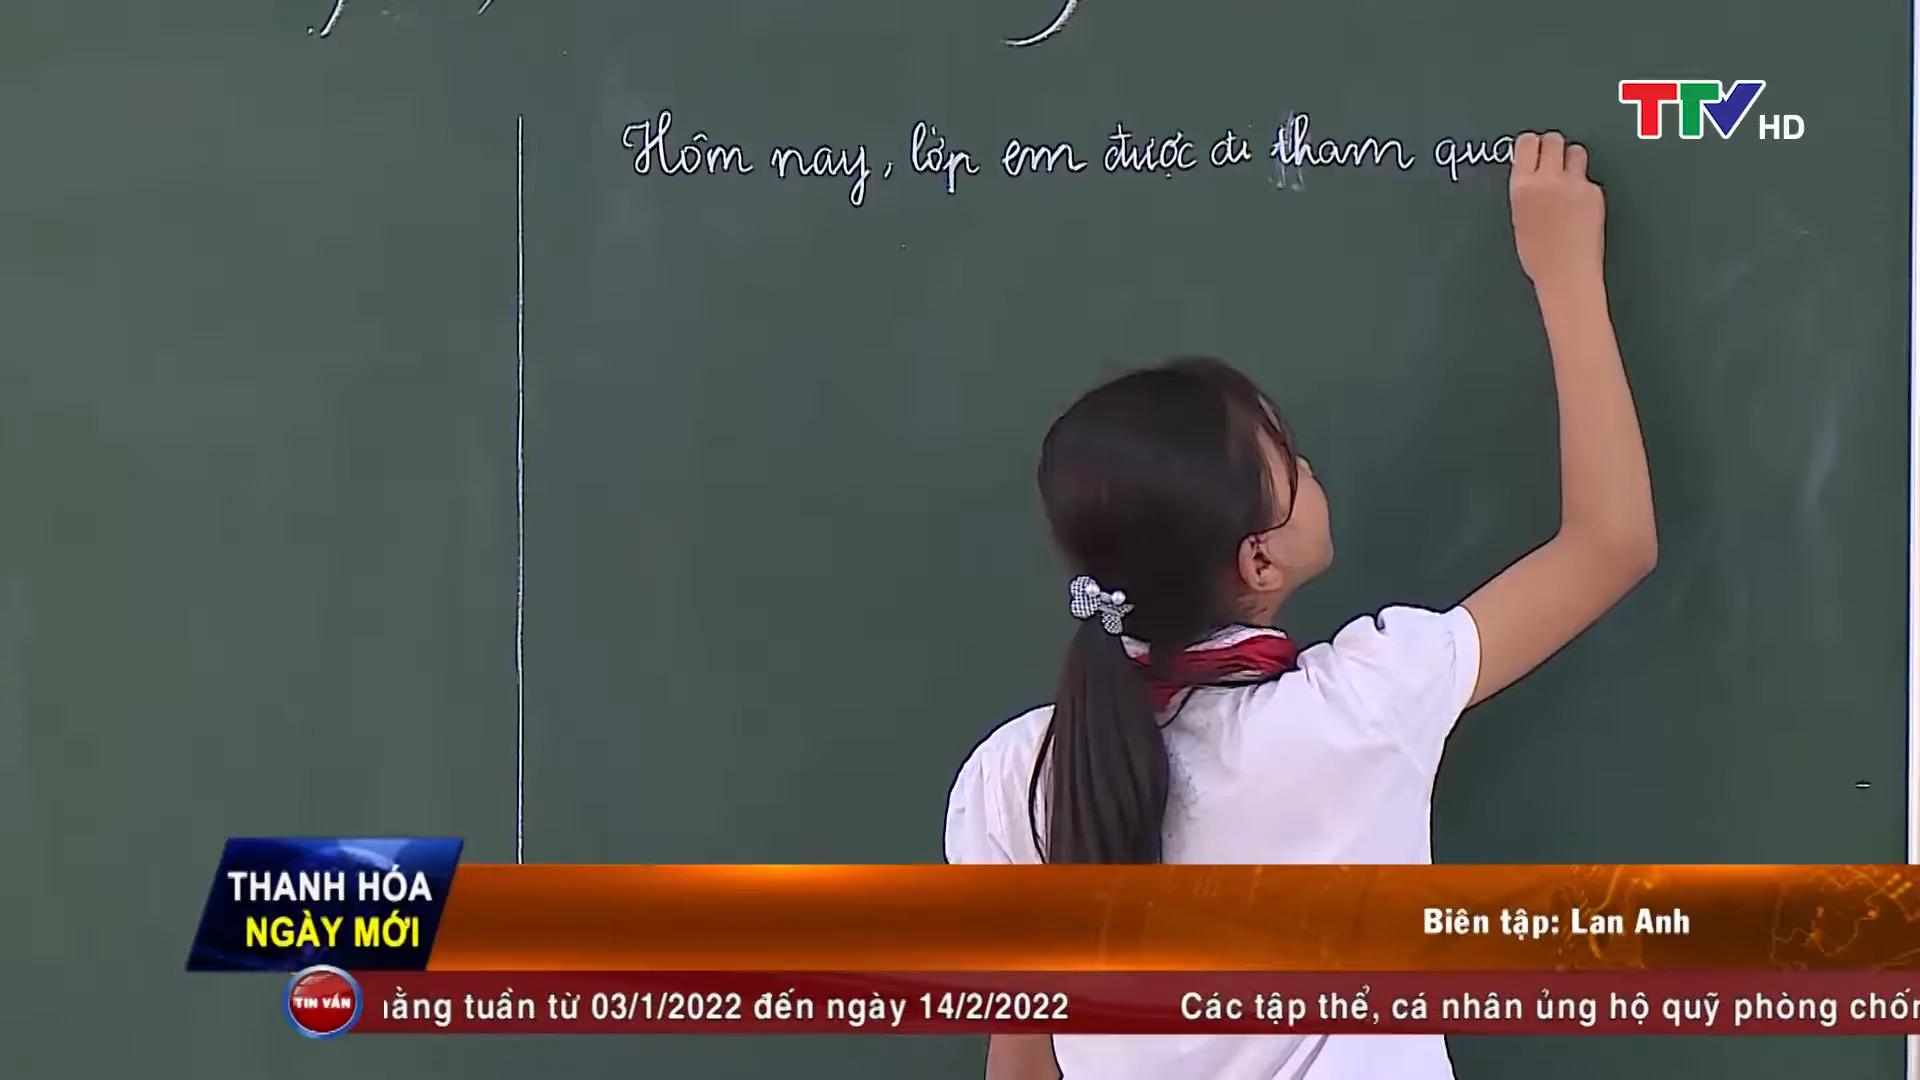 Hôm nay, lớp em được đi tham qua
TTV HD
THANH HÓA
NGÀY MỚI
Biên tập: Lan Anh
TIN VẮN
hằng tuần từ 03/1/2022 đến ngày 14/2/2022
Các tập thể, cá nhân ủng hộ quỹ phòng chốn